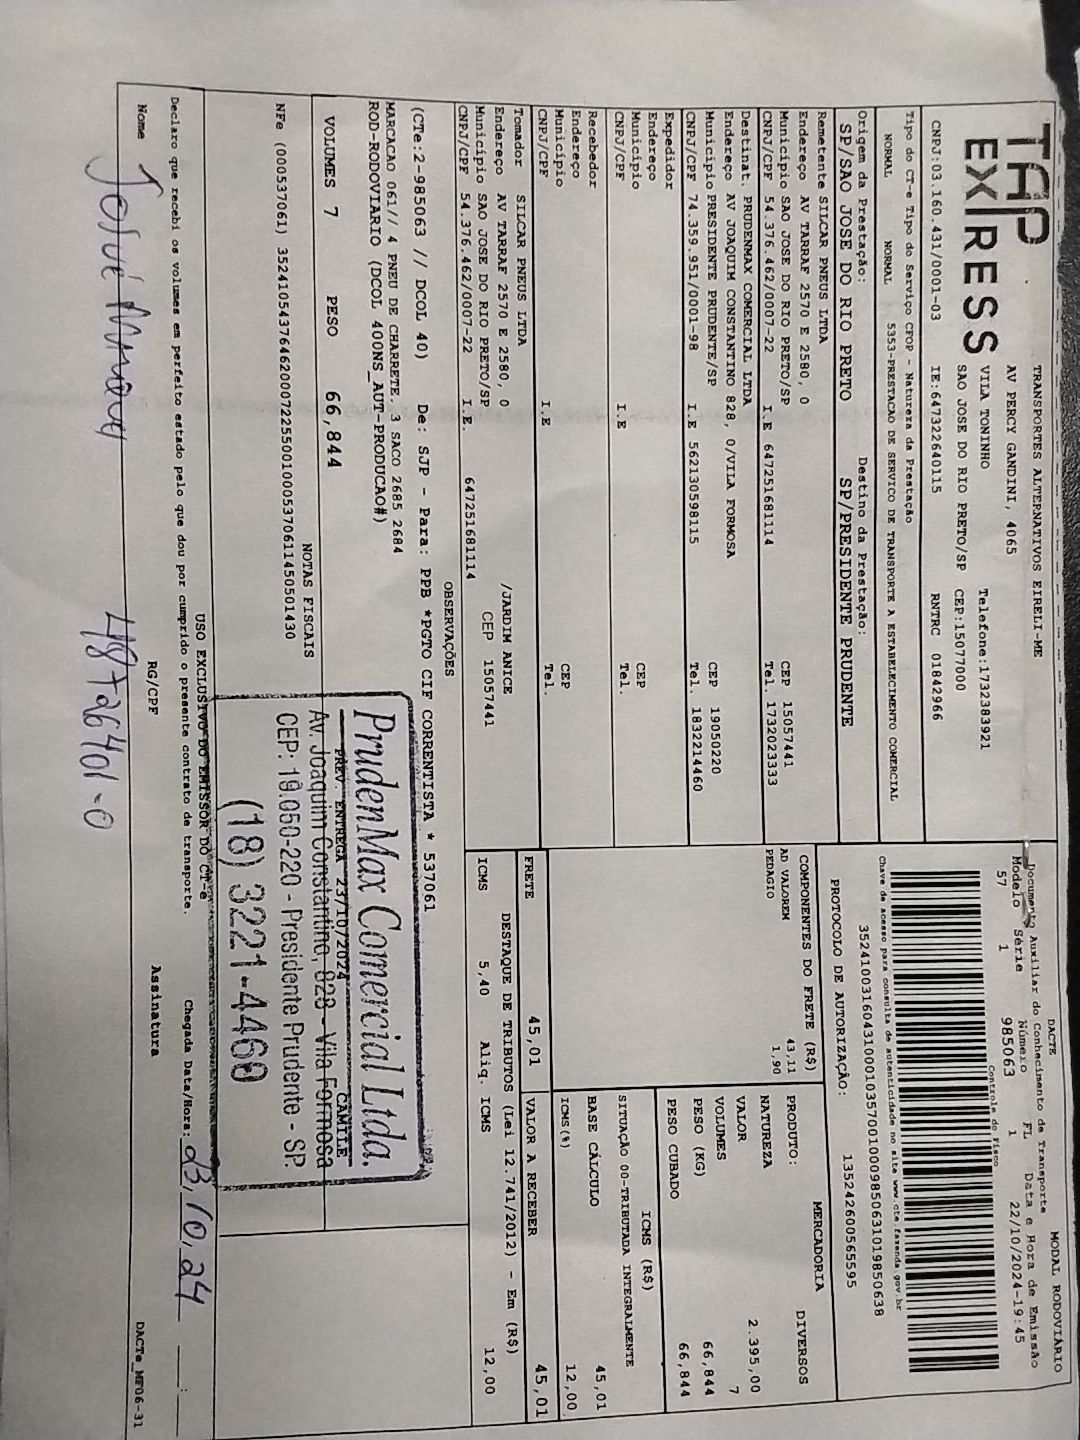 TAP
EXPRESS
TRANSPORTES ALTERNATIVOS EIRELI-ME
AV PERCY GANDINI, 4065
VILA TONINHO Telefone:1732383921
SAO JOSE DO RIO PRETO/SP CEP:15077000
CNPJ:03.160.431/0001-03 IE:647322640115 RNTRC 01842966
DACTE MODAL RODOVIÁRIO
Documento Auxiliar do Conhecimento de Transporte
Modelo Série Número FL Data e Hora de Emissão
57 1 985063 1 22/10/2024-19:45
Controle do Fisco
Chave de acesso para consulta de autenticidade no site www.cte.fazenda.gov.br
35241003160431000103570010009850631019850638
PROTOCOLO DE AUTORIZAÇÃO: 135242600565595
Tipo do CT-e Tipo do Serviço CFOP - Natureza da Prestação
NORMAL NORMAL 5353-PRESTACAO DE SERVICO DE TRANSPORTE A ESTABELECIMENTO COMERCIAL
Origem da Prestação: Destino da Prestação:
SP/SAO JOSE DO RIO PRETO SP/PRESIDENTE PRUDENTE
Remetente SILCAR PNEUS LTDA
Endereço AV TARRAF 2570 E 2580, 0
Município SAO JOSE DO RIO PRETO/SP CEP 15057441
CNPJ/CPF 54.376.462/0007-22 I.E 647251681114 Tel. 1732023333
Destinat. PRUDENMAX COMERCIAL LTDA
Endereço AV JOAQUIM CONSTANTINO 828, 0/VILA FORMOSA
Município PRESIDENTE PRUDENTE/SP CEP 19050220
CNPJ/CPF 74.359.951/0001-98 I.E 562130598115 Tel. 1832214460
Expedidor
Endereço
Município CEP
CNPJ/CPF I.E Tel.
Recebedor
Endereço
Município CEP
CNPJ/CPF I.E Tel.
Tomador SILCAR PNEUS LTDA
Endereço AV TARRAF 2570 E 2580, 0 /JARDIM ANICE
Município SAO JOSE DO RIO PRETO/SP CEP 15057441
CNPJ/CPF 54.376.462/0007-22 I.E. 647251681114
COMPONENTES DO FRETE (R$)
AD VALOREM 43,11
PEDAGIO 1,90
MERCADORIA
PRODUTO: DIVERSOS
NATUREZA
VALOR 2.395,00
VOLUMES 7
PESO (KG) 66,844
PESO CUBADO 66,844
ICMS (R$)
SITUAÇÃO 00-TRIBUTADA INTEGRALMENTE
BASE CÁLCULO 45,01
ICMS (%) 12,00
FRETE 45,01 VALOR A RECEBER 45,01
DESTAQUE DE TRIBUTOS (Lei 12.741/2012) - Em (R$)
ICMS 5,40 Aliq. ICMS 12,00
OBSERVAÇÕES
(CTe:2-985063 // DCOL 40) De: SJP - Para: PPB *PGTO CIF CORRENTISTA * 537061
MARCACAO 061// 4 PNEU DE CHARRETE, 3 SACO 2685 2684
ROD-RODOVIARIO (DCOL 400NS_AUT-PRODUCAO#)
VOLUMES 7 PESO 66,844 PREV. ENTREGA 23/10/2024 CAMILE
PrudenMax Comercial Ltda.
Av. Joaquim Constantino, 828 - Vila Formosa
CEP: 19.050-220 - Presidente Prudente - SP.
(18) 3221-4460
NOTAS FISCAIS
NFe (000537061) 35241054376462000722550010005370611450501430
USO EXCLUSIVO DO EMISSOR DO CT-e
Declaro que recebi os volumes em perfeito estado pelo que dou por cumprido o presente contrato de transporte. Chegada Data/Hora: 23,10,24 :
Nome RG/CPF Assinatura DACTe_MF06-31
Josué